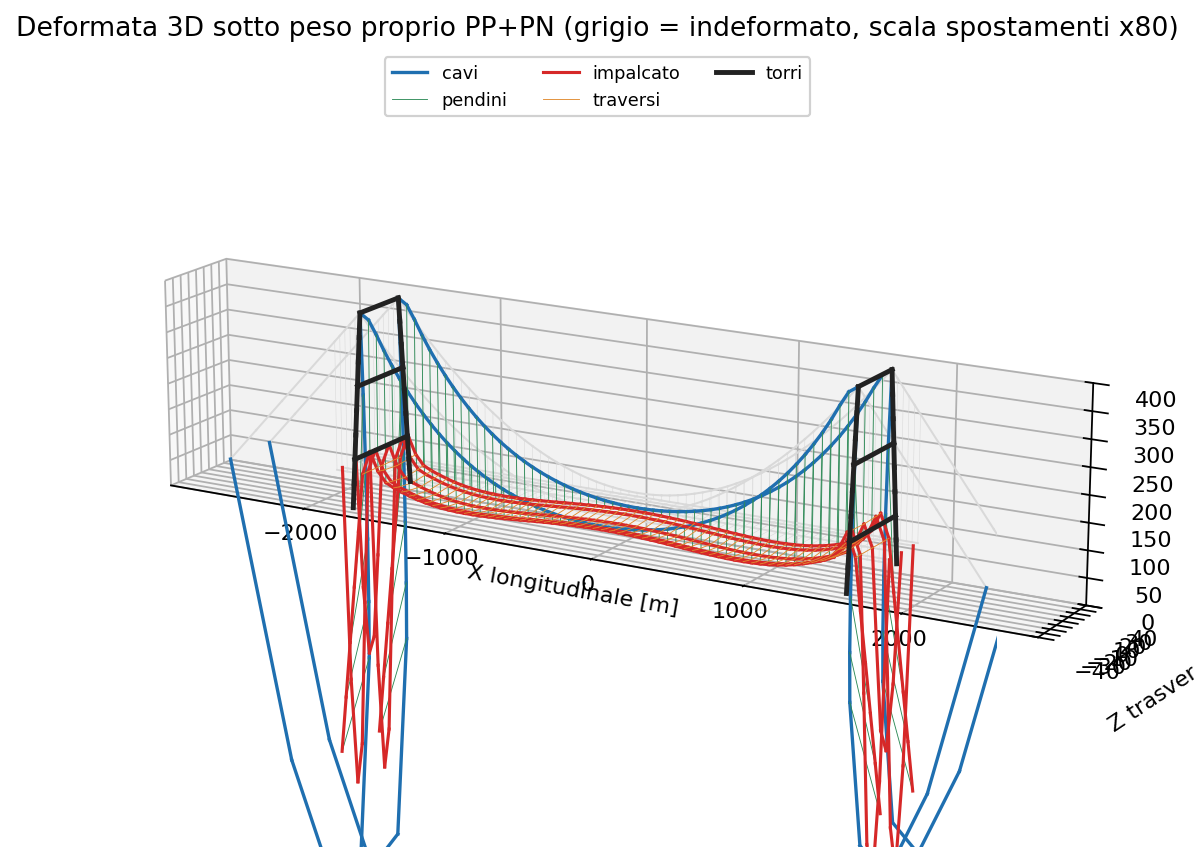 Deformata 3D sotto peso proprio PP+PN (grigio = indeformato, scala spostamenti x80)
cavi
pendini
impalcato
traversi
torri
400
350
300
250
200
150
100
50
0
−2000
−1000
0
1000
2000
X longitudinale [m]
Z trasver